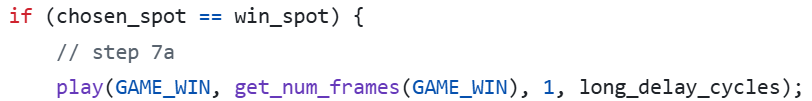 if (chosen_spot == win_spot) {
// step 7a
play(GAME_WIN, get_num_frames(GAME_WIN), 1, long_delay_cycles);